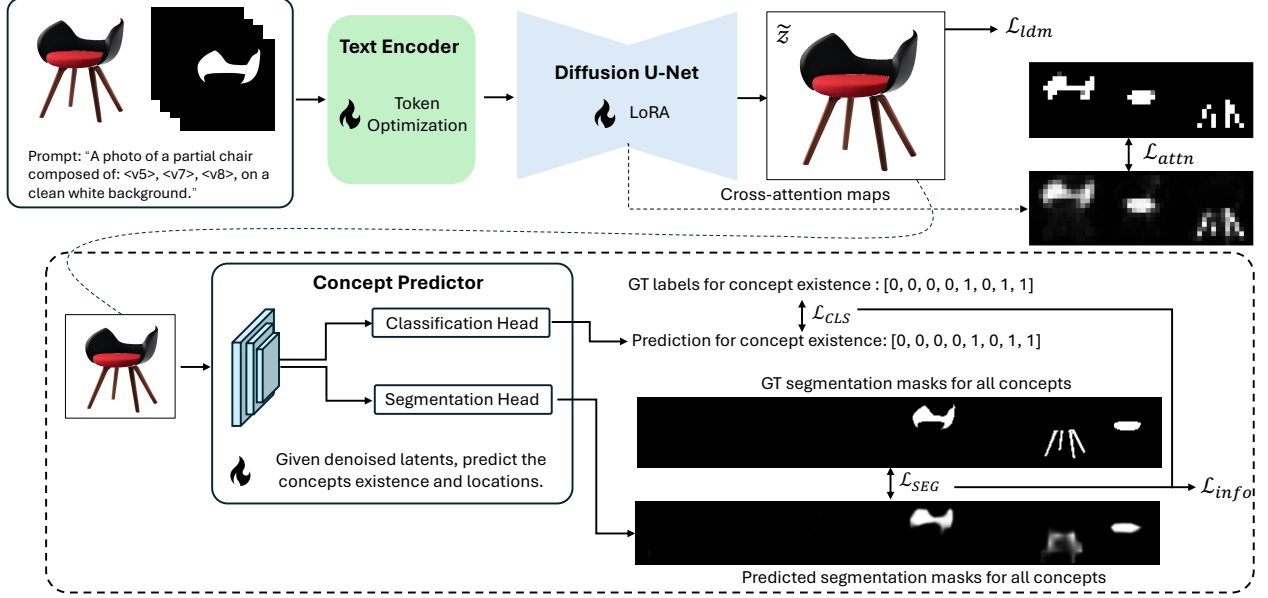 Prompt: “A photo of a partial chair
composed of: <v5>, <v7>, <v8>, on a
clean white background.”
Text Encoder
Token
Optimization
Diffusion U-Net
LoRA
z̃
ℒldm
ℒattn
Cross-attention maps
Concept Predictor
Classification Head
Segmentation Head
Given denoised latents, predict the
concepts existence and locations.
GT labels for concept existence : [0, 0, 0, 0, 1, 0, 1, 1]
ℒCLS
Prediction for concept existence: [0, 0, 0, 0, 1, 0, 1, 1]
GT segmentation masks for all concepts
ℒSEG
ℒinfo
Predicted segmentation masks for all concepts